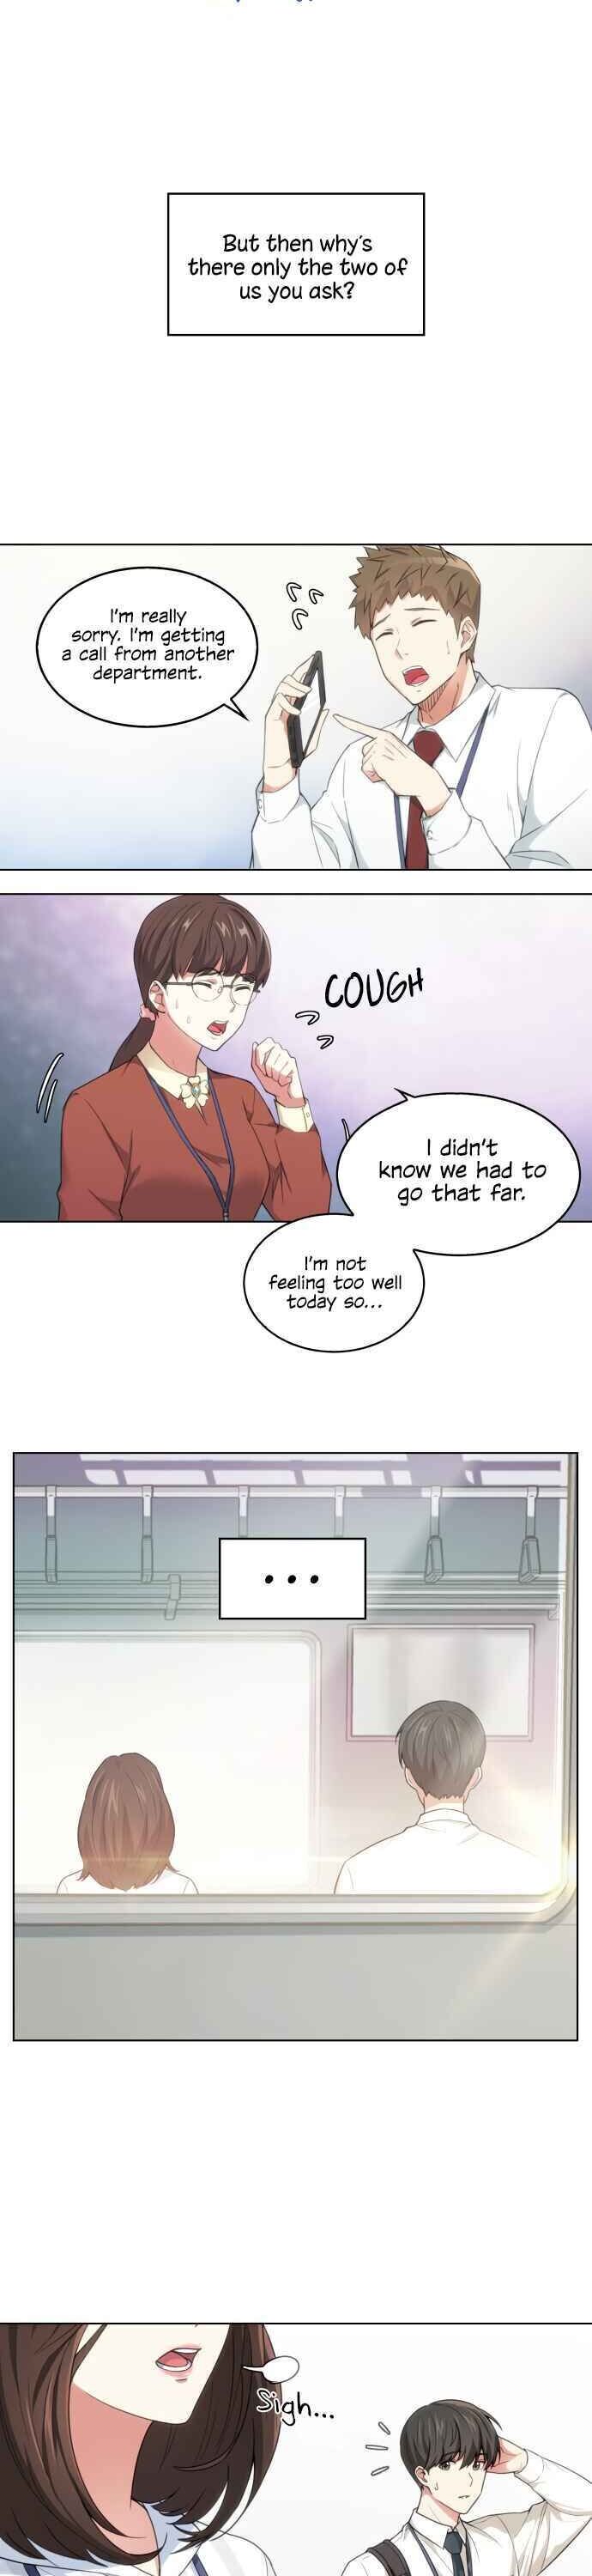 But then why's
there only the two of
us you ask?
I'm really
sorry. I'm getting
a call from another
department.
COUGH
I didn't
know we had to
go that far.
I'm not
feeling too well
today so...
...
Sigh...